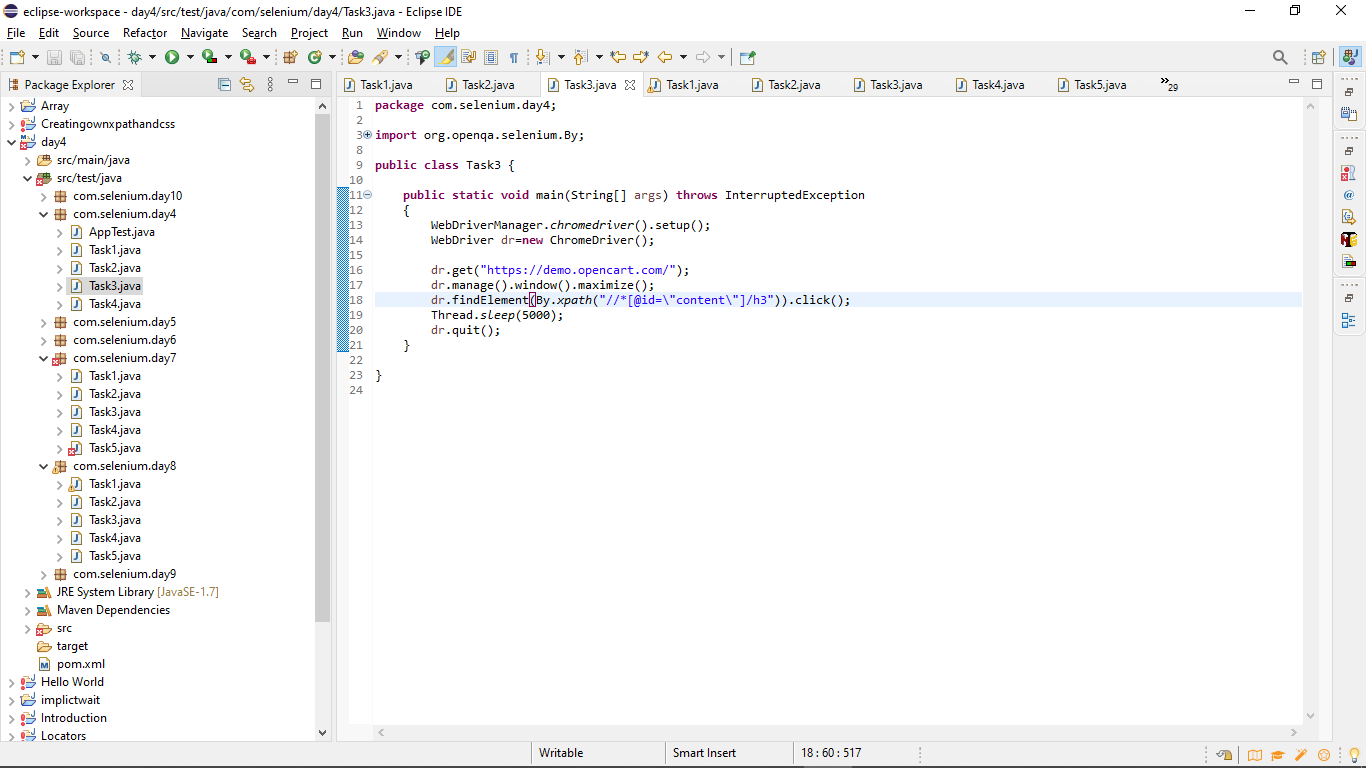 eclipse-workspace - day4/src/test/java/com/selenium/day4/Task3.java - Eclipse IDE
File Edit Source Refactor Navigate Search Project Run Window Help
Package Explorer
Array
Creatingownxpathandcss
day4
src/main/java
src/test/java
com.selenium.day10
com.selenium.day4
AppTest.java
Task1.java
Task2.java
Task3.java
Task4.java
com.selenium.day5
com.selenium.day6
com.selenium.day7
Task1.java
Task2.java
Task3.java
Task4.java
Task5.java
com.selenium.day8
Task1.java
Task2.java
Task3.java
Task4.java
Task5.java
com.selenium.day9
JRE System Library [JavaSE-1.7]
Maven Dependencies
src
target
pom.xml
Hello World
implictwait
Introduction
Locators
Task1.java Task2.java Task3.java Task1.java Task2.java Task3.java Task4.java Task5.java »29
1 package com.selenium.day4;
2
3 import org.openqa.selenium.By;
8
9 public class Task3 {
10
11 public static void main(String[] args) throws InterruptedException
12 {
13 WebDriverManager.chromedriver().setup();
14 WebDriver dr=new ChromeDriver();
15
16 dr.get("https://demo.opencart.com/");
17 dr.manage().window().maximize();
18 dr.findElement(By.xpath("//*[@id=\"content\"]/h3")).click();
19 Thread.sleep(5000);
20 dr.quit();
21 }
22
23 }
24
Writable Smart Insert 18 : 60 : 517